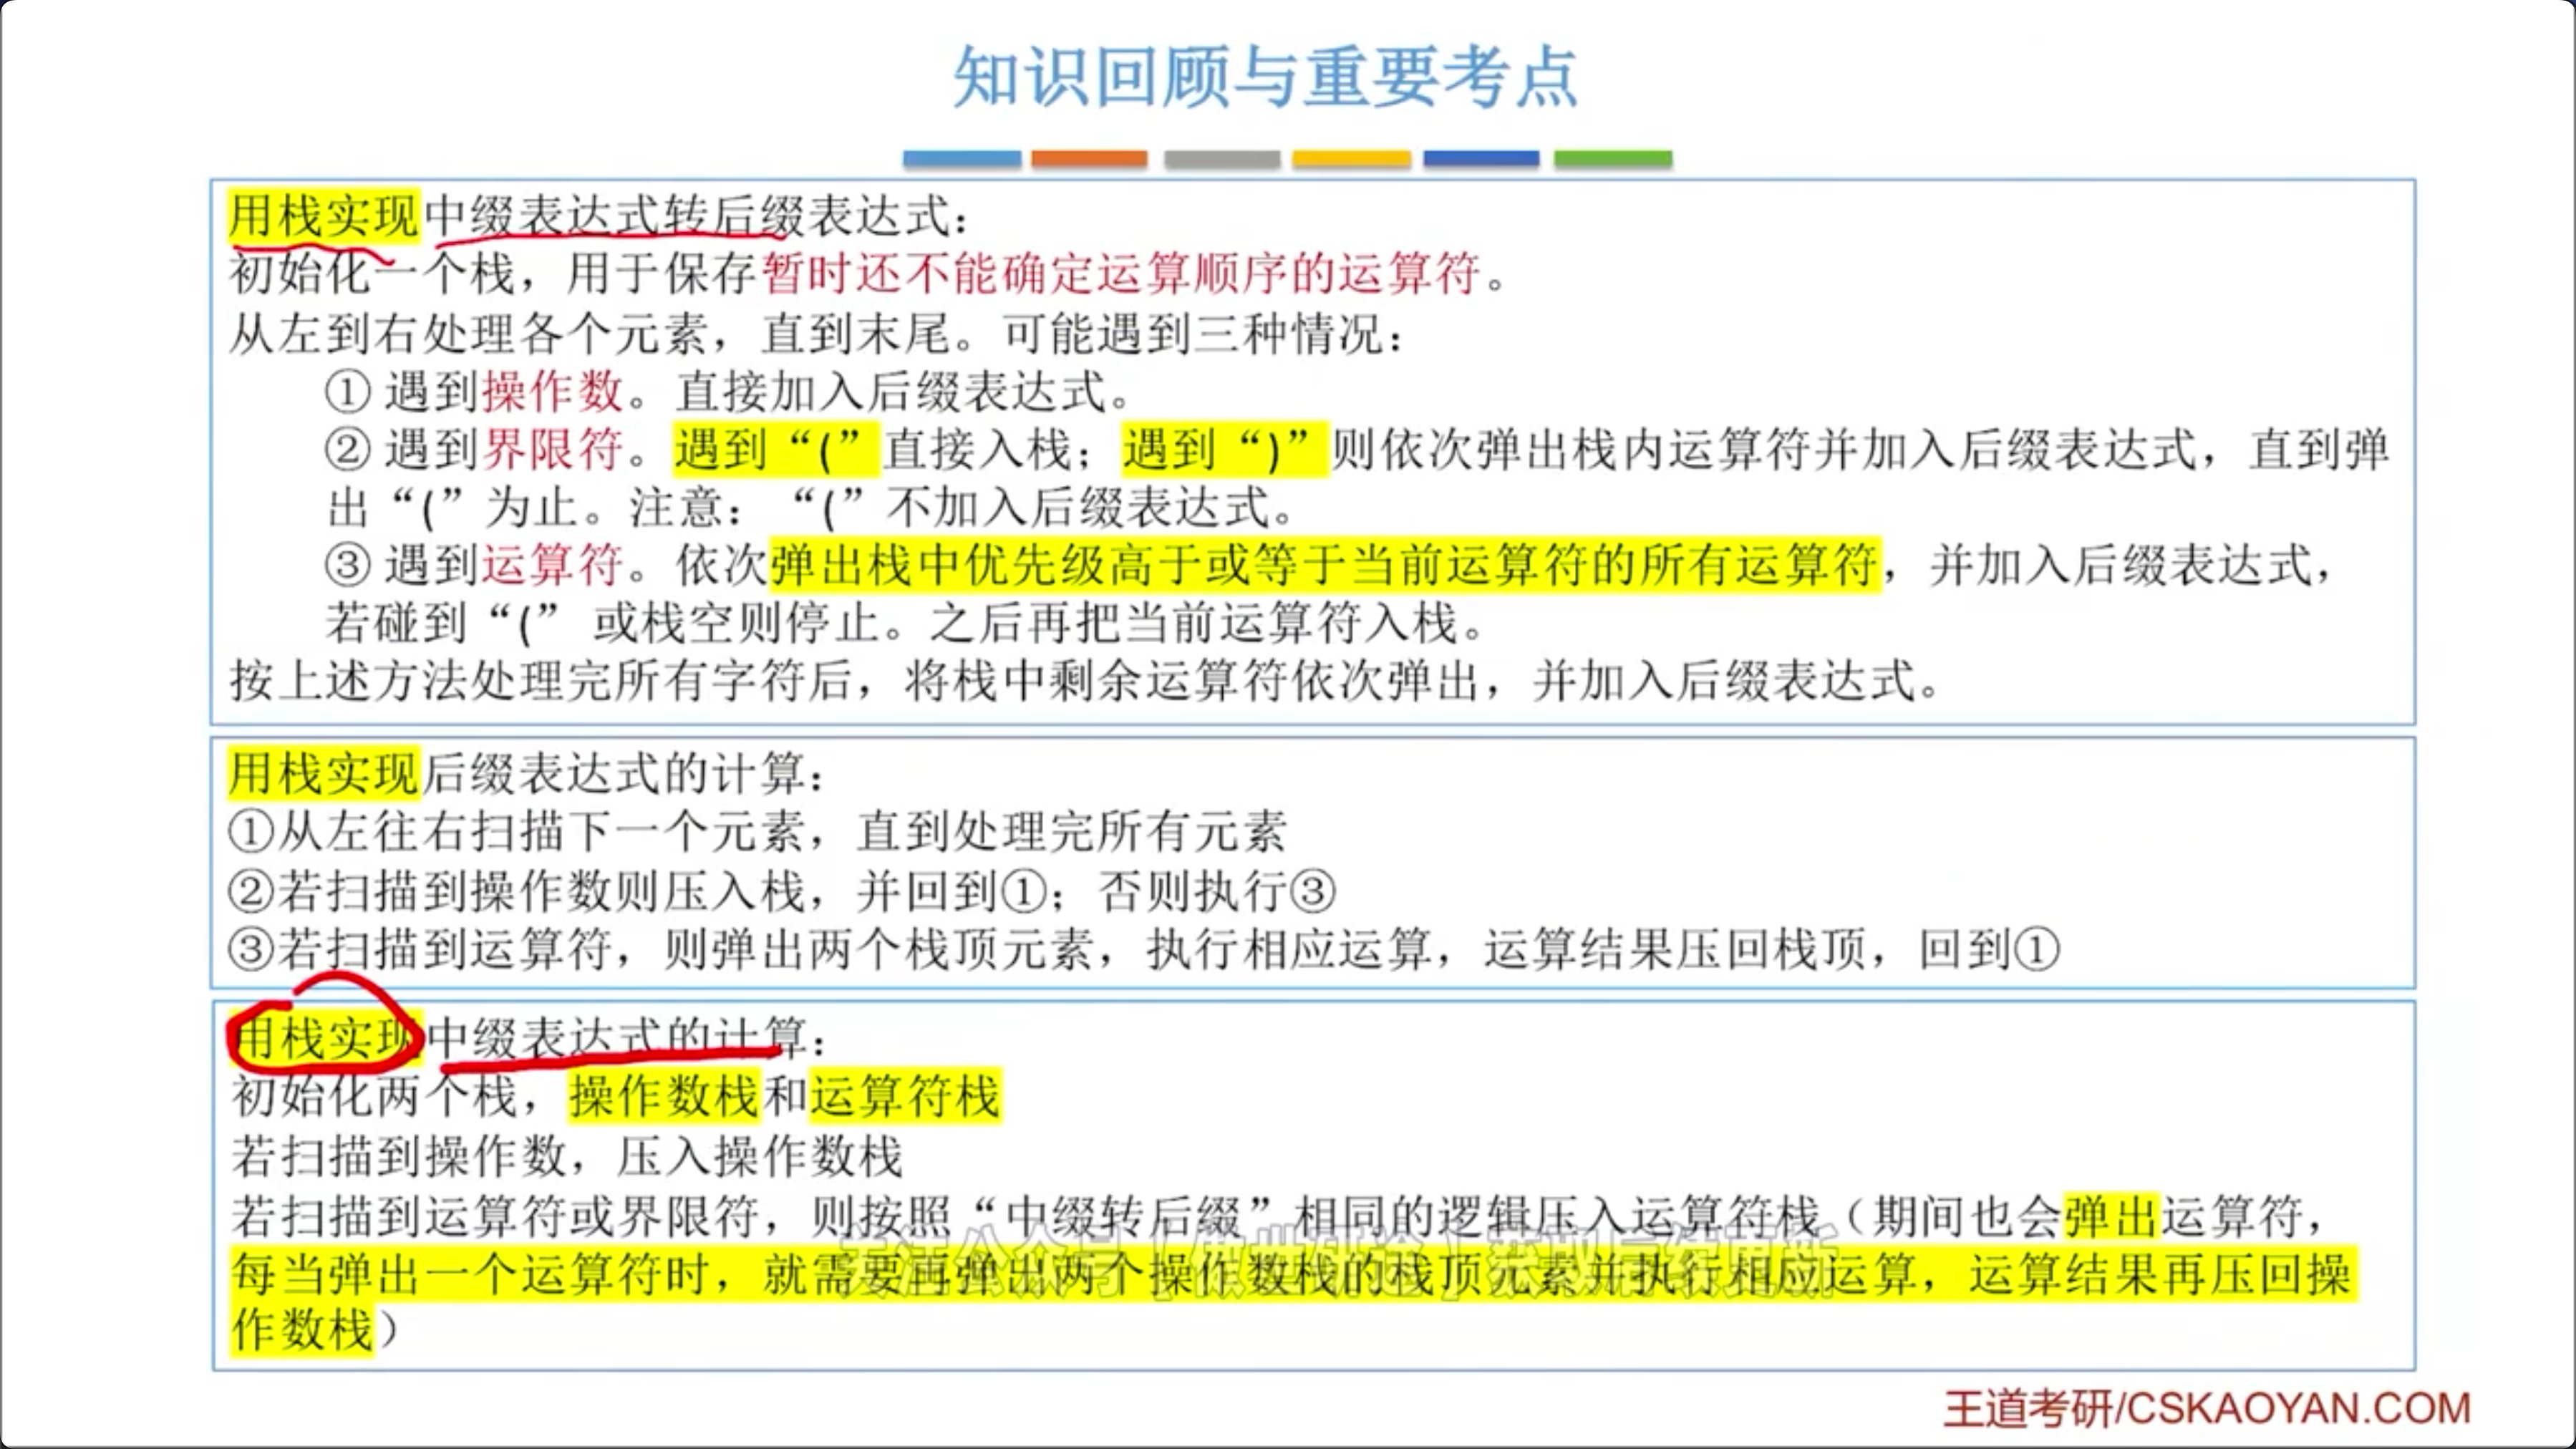 知识回顾与重要考点
用栈实现中缀表达式转后缀表达式：
初始化一个栈，用于保存暂时还不能确定运算顺序的运算符。
从左到右处理各个元素，直到末尾。可能遇到三种情况：
① 遇到操作数。直接加入后缀表达式。
② 遇到界限符。遇到“(”直接入栈；遇到“)”则依次弹出栈内运算符并加入后缀表达式，直到弹
出“(”为止。注意：“(”不加入后缀表达式。
③ 遇到运算符。依次弹出栈中优先级高于或等于当前运算符的所有运算符，并加入后缀表达式，
若碰到“(” 或栈空则停止。之后再把当前运算符入栈。
按上述方法处理完所有字符后，将栈中剩余运算符依次弹出，并加入后缀表达式。
用栈实现后缀表达式的计算：
①从左往右扫描下一个元素，直到处理完所有元素
②若扫描到操作数则压入栈，并回到①；否则执行③
③若扫描到运算符，则弹出两个栈顶元素，执行相应运算，运算结果压回栈顶，回到①
用栈实现中缀表达式的计算：
初始化两个栈，操作数栈和运算符栈
若扫描到操作数，压入操作数栈
若扫描到运算符或界限符，则按照“中缀转后缀”相同的逻辑压入运算符栈（期间也会弹出运算符，
每当弹出一个运算符时，就需要再弹出两个操作数栈的栈顶元素并执行相应运算，运算结果再压回操
作数栈）
王道考研/CSKAOYAN.COM